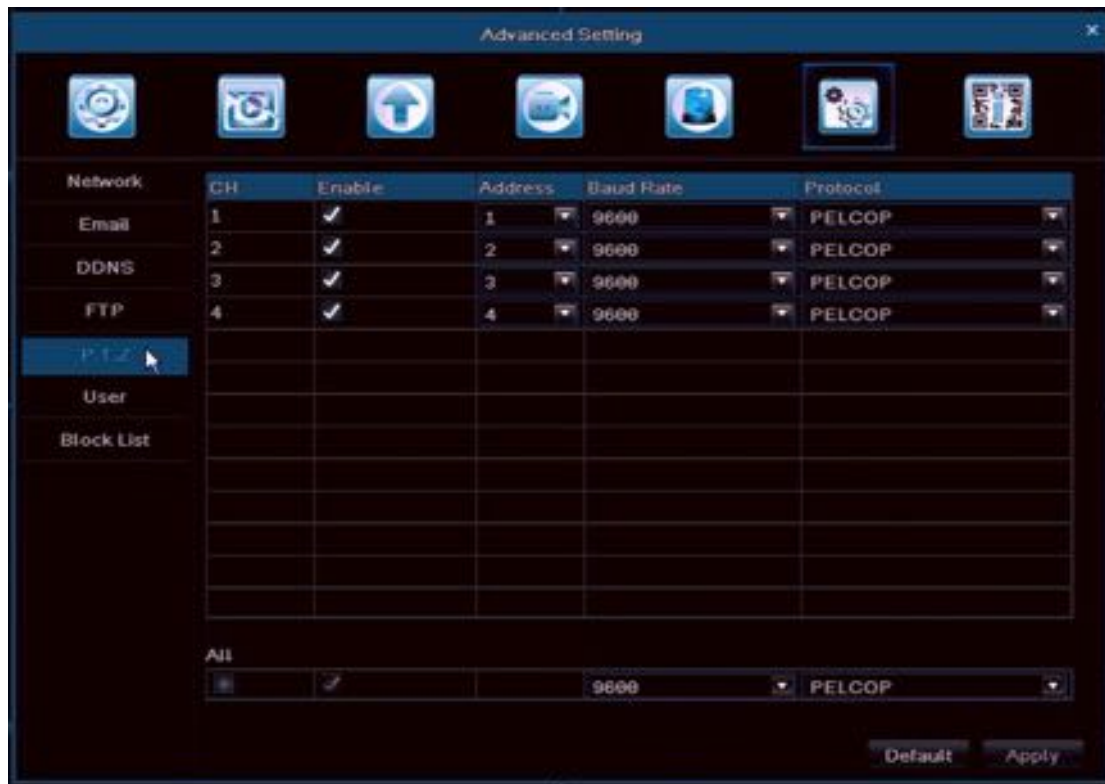 Advanced Setting
Network
Email
DDNS
FTP
P.T.Z
User
Block List
CH Enable Address Baud Rate Protocol
1 1 9600 PELCOP
2 2 9600 PELCOP
3 3 9600 PELCOP
4 4 9600 PELCOP
All
9600 PELCOP
Default Apply